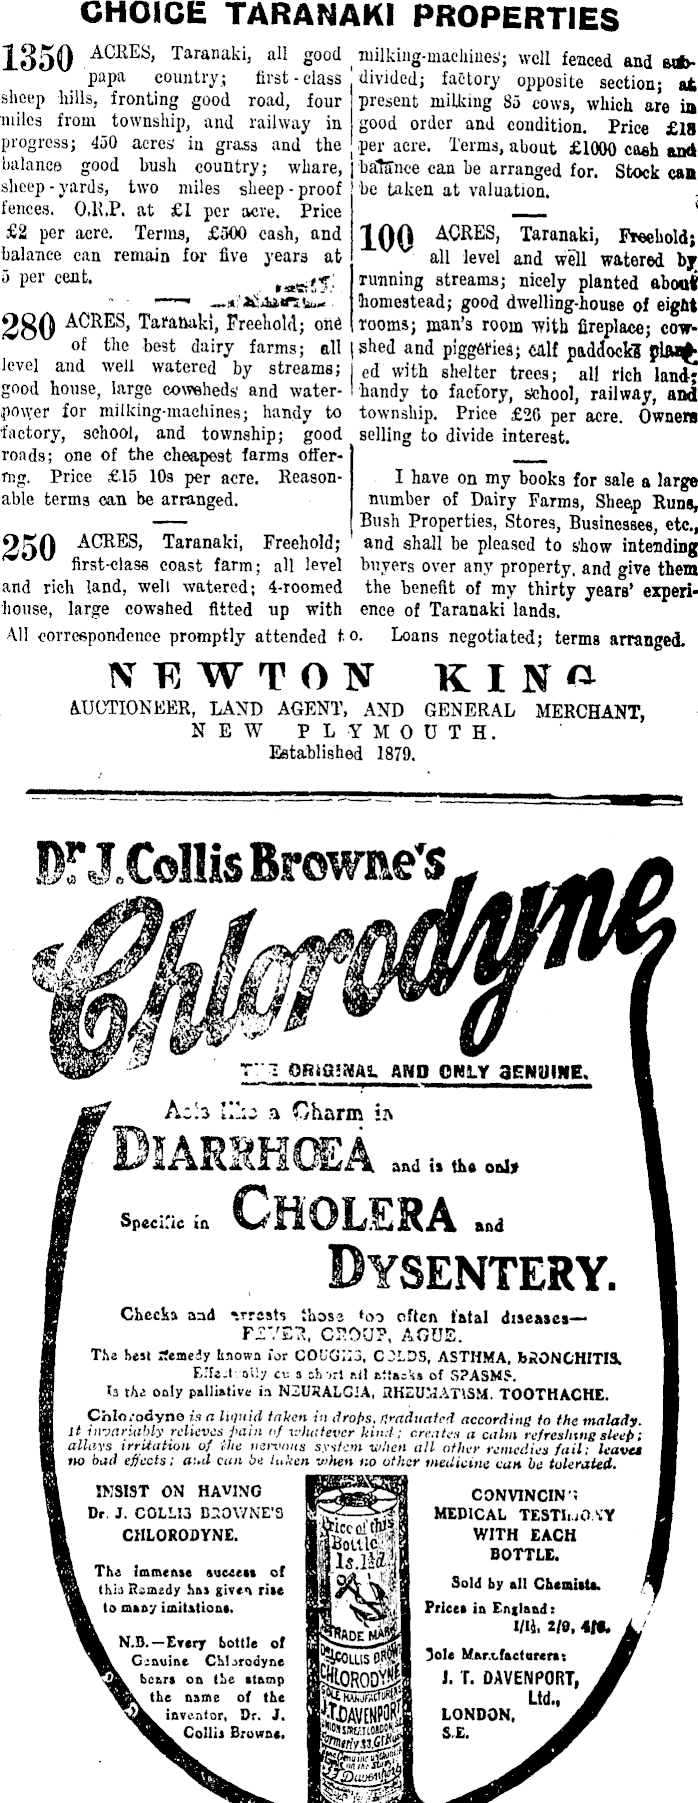 CHOICE TARANAKI PROPERTIES
1350 ACRES, Taranaki, all good
papa country; first-class
sheep hills, fronting good road, four
miles from township, and railway in
progress; 450 acres in grass and the
balance good bush country; whare,
sheep-yards, two miles sheep-proof
fences. O.R.P. at £1 per acre. Price
£2 per acre. Terms, £500 cash, and
balance can remain for five years at
5 per cent.
280 ACRES, Taranaki, Freehold; one
of the best dairy farms; all
level and well watered by streams;
good house, large cowsheds and water-
power for milking-machines; handy to
factory, school, and township; good
roads; one of the cheapest farms offer-
ing. Price £15 10s per acre. Reason-
able terms can be arranged.
250 ACRES, Taranaki, Freehold;
first-class coast farm; all level
and rich land, well watered; 4-roomed
house, large cowshed fitted up with
milking-machines; well fenced and sub-
divided; factory opposite section; at
present milking 85 cows, which are in
good order and condition. Price £18
per acre. Terms, about £1000 cash and
balance can be arranged for. Stock can
be taken at valuation.
100 ACRES, Taranaki, Freehold;
all level and well watered by
running streams; nicely planted about
homestead; good dwelling-house of eight
rooms; man's room with fireplace; cow-
shed and piggeries; calf paddocks plant-
ed with shelter trees; all rich land;
handy to factory, school, railway, and
township. Price £26 per acre. Owners
selling to divide interest.
I have on my books for sale a large
number of Dairy Farms, Sheep Runs,
Bush Properties, Stores, Businesses, etc.,
and shall be pleased to show intending
buyers over any property, and give them
the benefit of my thirty years' experi-
ence of Taranaki lands.
All correspondence promptly attended to. Loans negotiated; terms arranged.
NEWTON KING
AUCTIONEER, LAND AGENT, AND GENERAL MERCHANT,
NEW PLYMOUTH.
Established 1879.
Dr. J. Collis Browne's
Chlorodyne
THE ORIGINAL AND ONLY GENUINE.
Acts like a Charm in
DIARRHŒA and is the only
Specific in CHOLERA and
DYSENTERY.
Checks and arrests those too often fatal diseases—
FEVER, CROUP, AGUE.
The best Remedy known for COUGHS, COLDS, ASTHMA, BRONCHITIS.
Effectually cuts short all attacks of SPASMS.
Is the only palliative in NEURALGIA, RHEUMATISM, TOOTHACHE.
Chlorodyne is a liquid taken in drops, graduated according to the malady.
It invariably relieves pain of whatever kind; creates a calm refreshing sleep;
allays irritation of the nervous system when all other remedies fail; leaves
no bad effects; and can be taken when no other medicine can be tolerated.
INSIST ON HAVING
Dr. J. COLLIS BROWNE'S
CHLORODYNE.
The immense success of
this Remedy has given rise
to many imitations.
N.B.—Every bottle of
Genuine Chlorodyne
bears on the stamp
the name of the
inventor, Dr. J.
Collis Browne.
Price of this
Bottle
1s. 1½d
TRADE MARK
DR. J. COLLIS BROWNE
CHLORODYNE
SOLE MANUFACTURER
J.T. DAVENPORT
UNION STREET LONDON
Formerly 33, Gt
J T Davenport
CONVINCING
MEDICAL TESTIMONY
WITH EACH
BOTTLE.
Sold by all Chemists.
Prices in England:
1/1½, 2/9, 4/6.
Sole Manufacturers:
J. T. DAVENPORT,
Ltd.,
LONDON,
S.E.